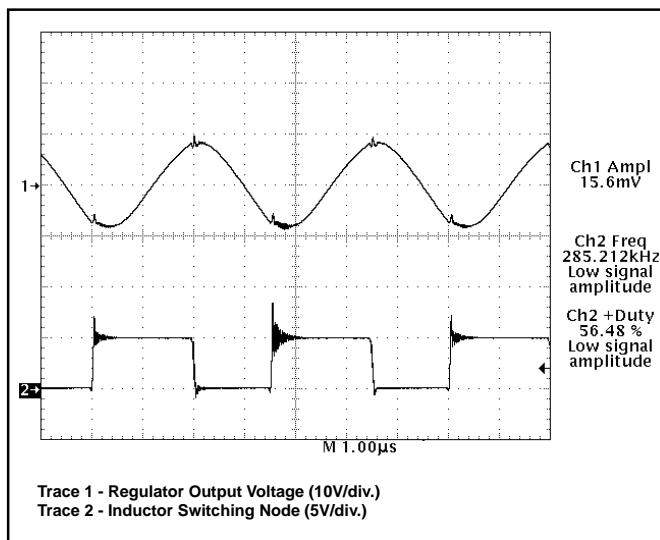 1→
Ch1 Ampl
15.6mV
Ch2 Freq
285.212kHz
Low signal
amplitude
Ch2 +Duty
56.48 %
Low signal
amplitude
2→
M 1.00µs
Trace 1 - Regulator Output Voltage (10V/div.)
Trace 2 - Inductor Switching Node (5V/div.)